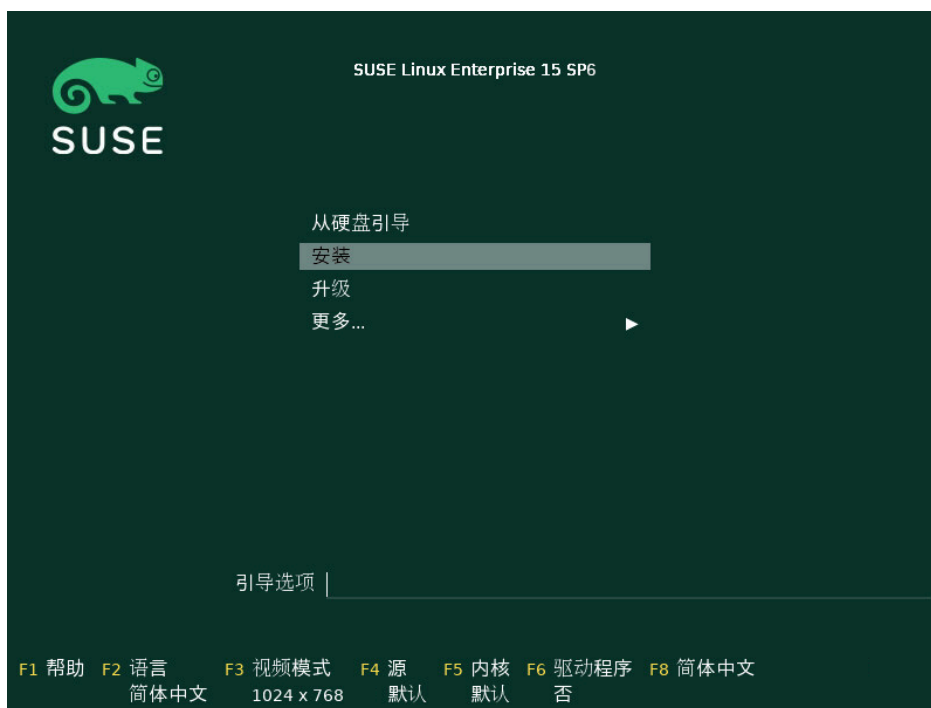 SUSE Linux Enterprise 15 SP6
SUSE
从硬盘引导
安装
升级
更多...
引导选项
F1 帮助 F2 语言 F3 视频模式 F4 源 F5 内核 F6 驱动程序 F8 简体中文
简体中文 1024 x 768 默认 默认 否